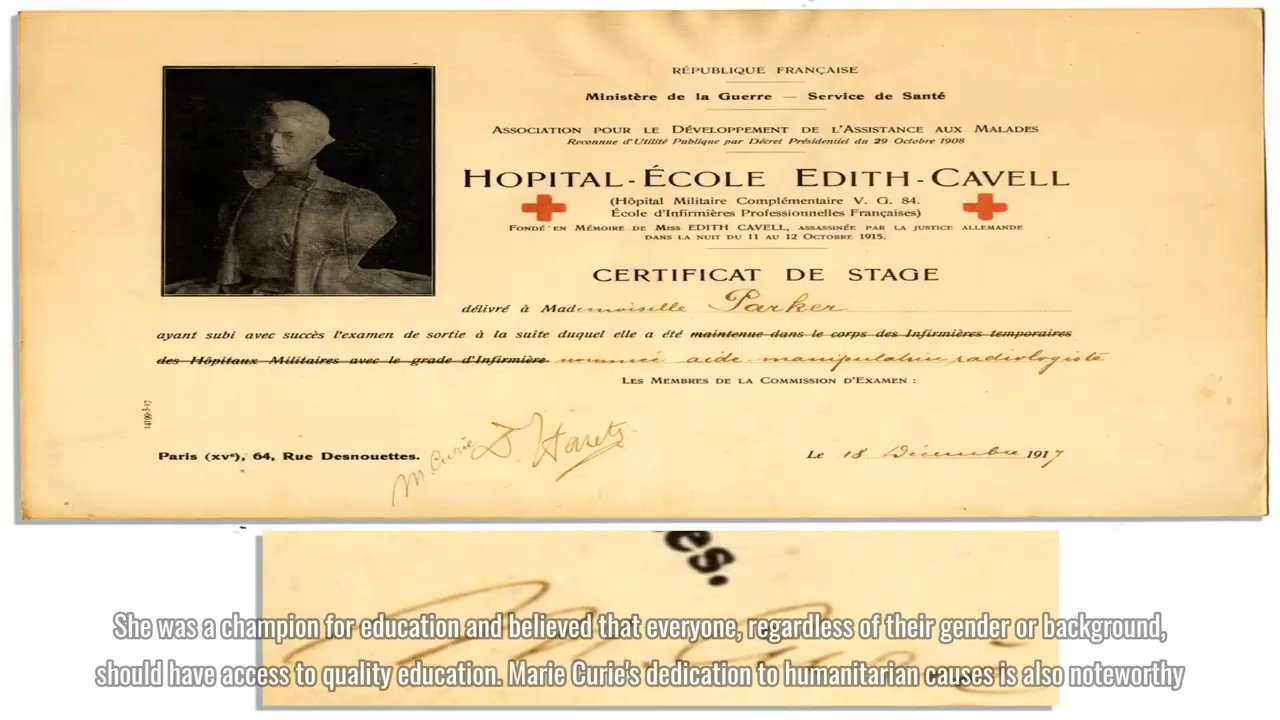 RÉPUBLIQUE FRANÇAISE
Ministère de la Guerre — Service de Santé
Association pour le Développement de l'Assistance aux Malades
Reconnue d'Utilité Publique par Décret Présidentiel du 29 Octobre 1908
HOPITAL-ÉCOLE EDITH-CAVELL
(Hôpital Militaire Complémentaire V. G. 84.
École d'Infirmières Professionnelles Françaises)
Fondé en Mémoire de Miss EDITH CAVELL, assassinée par la justice allemande
dans la nuit du 11 au 12 Octobre 1915.
CERTIFICAT DE STAGE
délivré à Mademoiselle Parker
ayant subi avec succès l'examen de sortie à la suite duquel elle a été maintenue dans le corps des Infirmières temporaires
des Hôpitaux Militaires avec le grade d'Infirmière nommée aide-manipulatrice radiologiste
Les Membres de la Commission d'Examen :
Paris (XVe), 64, Rue Desnouettes.
M. Curie
Le 18 Décembre 1917
es.
M. Curie
She was a champion for education and believed that everyone, regardless of their gender or background,
should have access to quality education. Marie Curie's dedication to humanitarian causes is also noteworthy